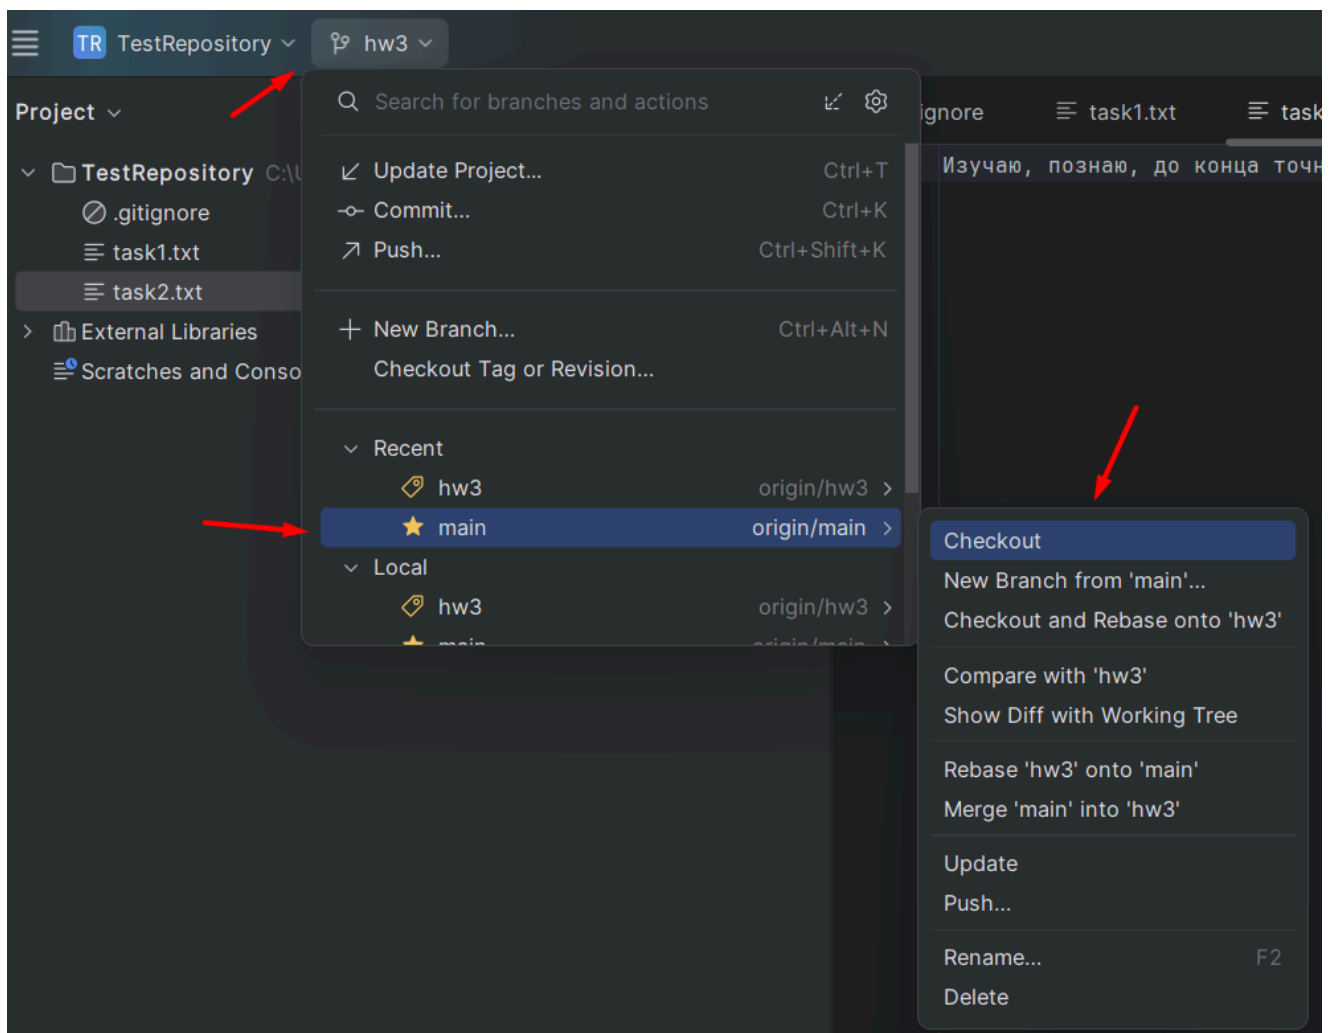 TR TestRepository hw3
Project
TestRepository C:\
.gitignore
task1.txt
task2.txt
External Libraries
Scratches and Conso
Search for branches and actions
Update Project... Ctrl+T
Commit... Ctrl+K
Push... Ctrl+Shift+K
New Branch... Ctrl+Alt+N
Checkout Tag or Revision...
Recent
hw3 origin/hw3
main origin/main
Local
hw3 origin/hw3
main origin/main
gnore task1.txt task
Изучаю, познаю, до конца точн
Checkout
New Branch from 'main'...
Checkout and Rebase onto 'hw3'
Compare with 'hw3'
Show Diff with Working Tree
Rebase 'hw3' onto 'main'
Merge 'main' into 'hw3'
Update
Push...
Rename... F2
Delete